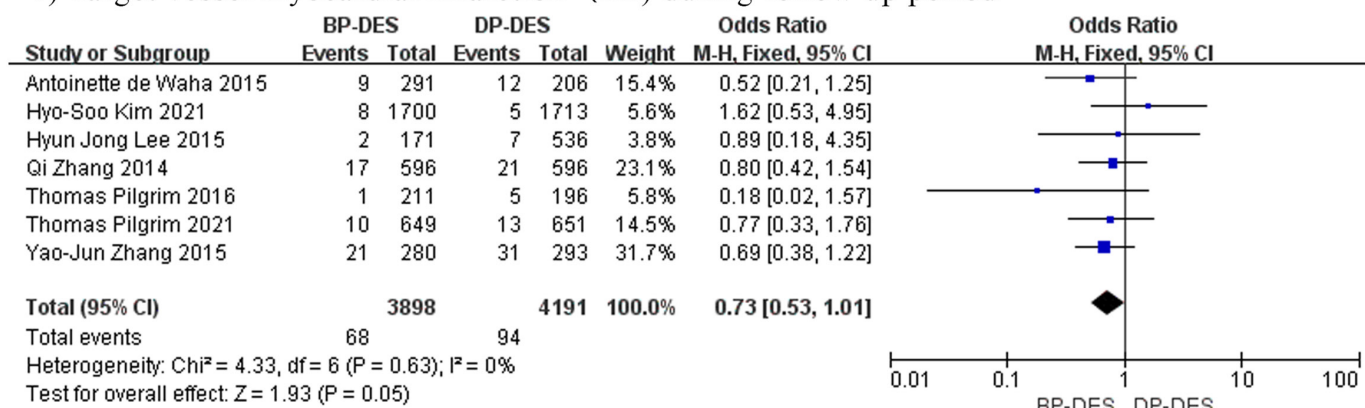 BP-DES DP-DES Odds Ratio Odds Ratio
Study or Subgroup Events Total Events Total Weight M-H, Fixed, 95% CI M-H, Fixed, 95% CI
Antoinette de Waha 2015 9 291 12 206 15.4% 0.52 [0.21, 1.25]
Hyo-Soo Kim 2021 8 1700 5 1713 5.6% 1.62 [0.53, 4.95]
Hyun Jong Lee 2015 2 171 7 536 3.8% 0.89 [0.18, 4.35]
Qi Zhang 2014 17 596 21 596 23.1% 0.80 [0.42, 1.54]
Thomas Pilgrim 2016 1 211 5 196 5.8% 0.18 [0.02, 1.57]
Thomas Pilgrim 2021 10 649 13 651 14.5% 0.77 [0.33, 1.76]
Yao-Jun Zhang 2015 21 280 31 293 31.7% 0.69 [0.38, 1.22]
Total (95% CI) 3898 4191 100.0% 0.73 [0.53, 1.01]
Total events 68 94
Heterogeneity: Chi² = 4.33, df = 6 (P = 0.63); I² = 0%
Test for overall effect: Z = 1.93 (P = 0.05)
0.01 0.1 1 10 100
BP-DES DP-DES